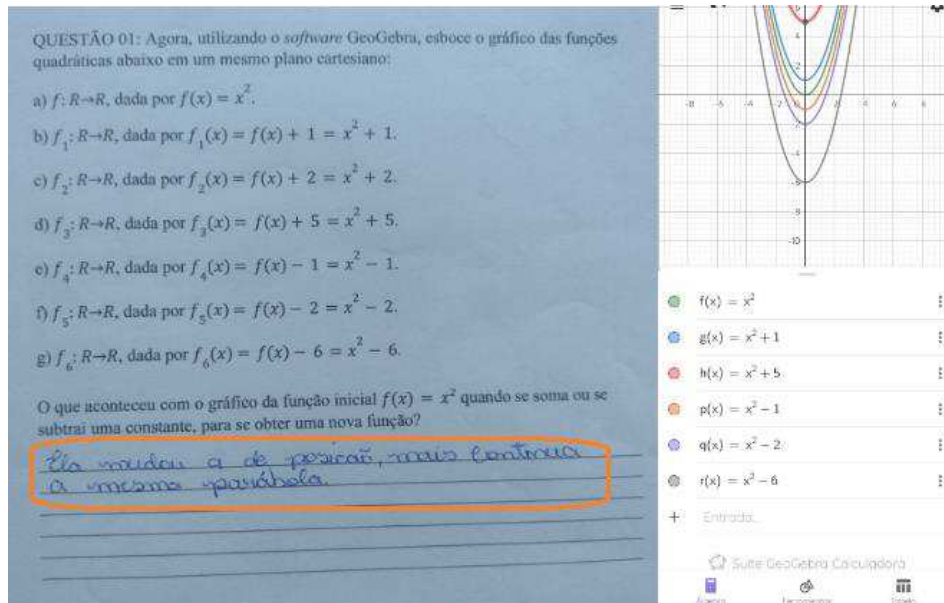 QUESTÃO 01: Agora, utilizando o software GeoGebra, esboce o gráfico das funções
quadráticas abaixo em um mesmo plano cartesiano:
a) f: R→R, dada por f(x) = x².
b) f₁: R→R, dada por f₁(x) = f(x) + 1 = x² + 1.
c) f₂: R→R, dada por f₂(x) = f(x) + 2 = x² + 2.
d) f₃: R→R, dada por f₃(x) = f(x) + 5 = x² + 5.
e) f₄: R→R, dada por f₄(x) = f(x) − 1 = x² − 1.
f) f₅: R→R, dada por f₅(x) = f(x) − 2 = x² − 2.
g) f₆: R→R, dada por f₆(x) = f(x) − 6 = x² − 6.
O que aconteceu com o gráfico da função inicial f(x) = x² quando se soma ou se
subtrai uma constante, para se obter uma nova função?
Ela mudou a de posicaõ, mais continua
a mesma parábola.
f(x) = x²
g(x) = x² + 1
h(x) = x² + 5
p(x) = x² − 1
q(x) = x² − 2
r(x) = x² − 6
+ Entrada...
Suite GeoGebra Calculadora